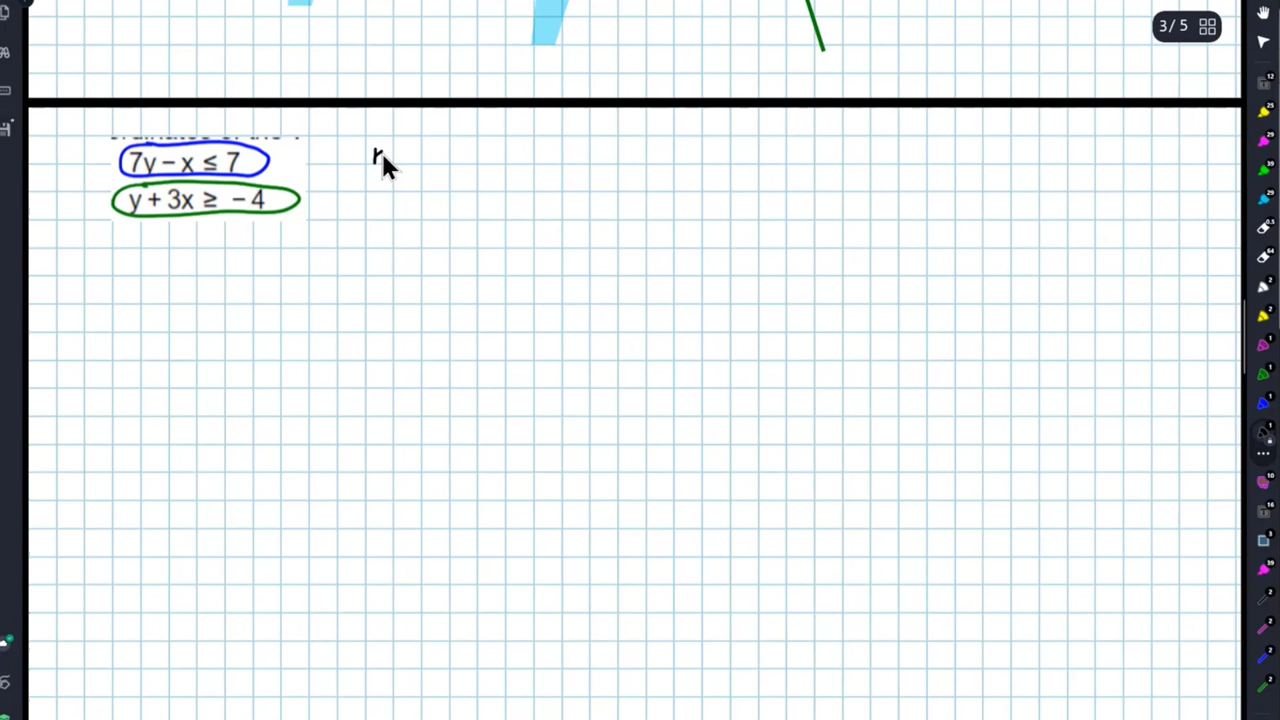 3/5
7y − x ≤ 7
r
y + 3x ≥ − 4